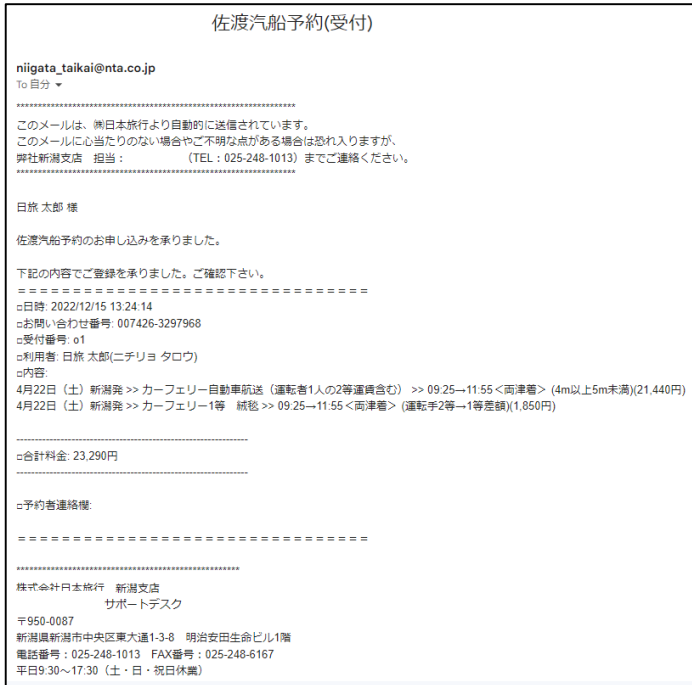 佐渡汽船予約(受付)
niigata_taikai@nta.co.jp
To 自分
****************************************************************
このメールは、㈱日本旅行より自動的に送信されています。
このメールに心当たりのない場合やご不明な点がある場合は恐れ入りますが、
弊社新潟支店 担当： （TEL：025-248-1013）までご連絡ください。
****************************************************************
日旅 太郎 様
佐渡汽船予約のお申し込みを承りました。
下記の内容でご登録を承りました。ご確認下さい。
＝＝＝＝＝＝＝＝＝＝＝＝＝＝＝＝＝＝＝＝＝＝＝＝＝＝＝＝＝＝＝＝
□日時: 2022/12/15 13:24:14
□お問い合わせ番号: 007426-3297968
□受付番号: o1
□利用者: 日旅 太郎(ニチリョ タロウ)
□内容:
4月22日（土）新潟発 >> カーフェリー自動車航送（運転者1人の2等運賃含む） >> 09:25→11:55＜両津着＞ (4m以上5m未満)(21,440円)
4月22日（土）新潟発 >> カーフェリー1等 絨毯 >> 09:25→11:55＜両津着＞ (運転手2等→1等差額)(1,850円)
----------------------------------------------------------------
□合計料金: 23,290円
----------------------------------------------------------------
□予約者連絡欄:
＝＝＝＝＝＝＝＝＝＝＝＝＝＝＝＝＝＝＝＝＝＝＝＝＝＝＝＝＝＝＝＝
***************************************************
株式会社日本旅行 新潟支店
サポートデスク
〒950-0087
新潟県新潟市中央区東大通1-3-8 明治安田生命ビル1階
電話番号：025-248-1013 FAX番号：025-248-6167
平日9:30～17:30（土・日・祝日休業）